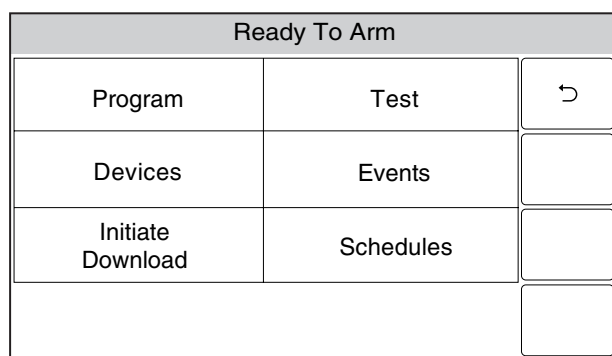 Ready To Arm
Program
Test
Devices
Events
Initiate
Download
Schedules